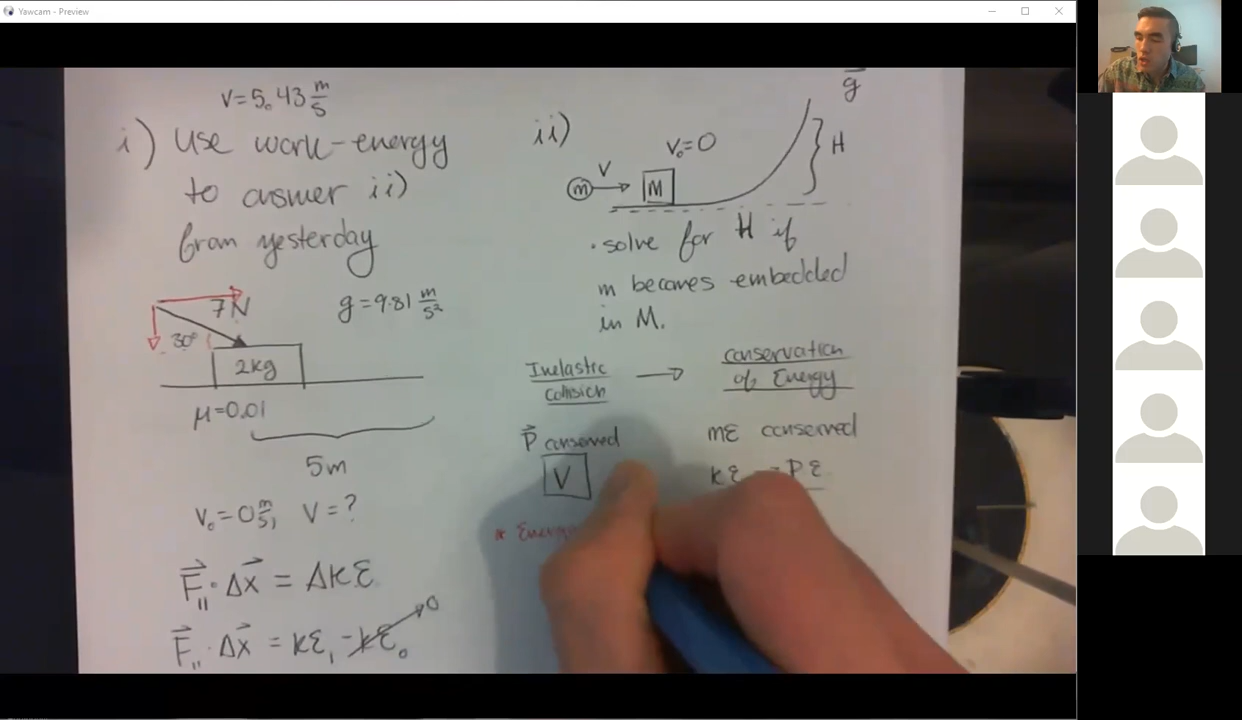 Yawcam - Preview
V=5.43 m/s
i) Use work-energy
to answer ii)
from yesterday
7N
g=9.81 m/s²
30°
2kg
μ=0.01
5m
V₀=0 m/s, V=?
F⃗∥·Δx⃗ = ΔKE
F⃗∥·Δx⃗ = KE₁ - KE₀ 0
ii)
g⃗
V₀=0
H
V
m
M
·solve for H if
m becomes embedded
in M.
Inelastic
Collision
conservation
of Energy
P⃗ conserved
ME conserved
V
KE = PE
* Energy